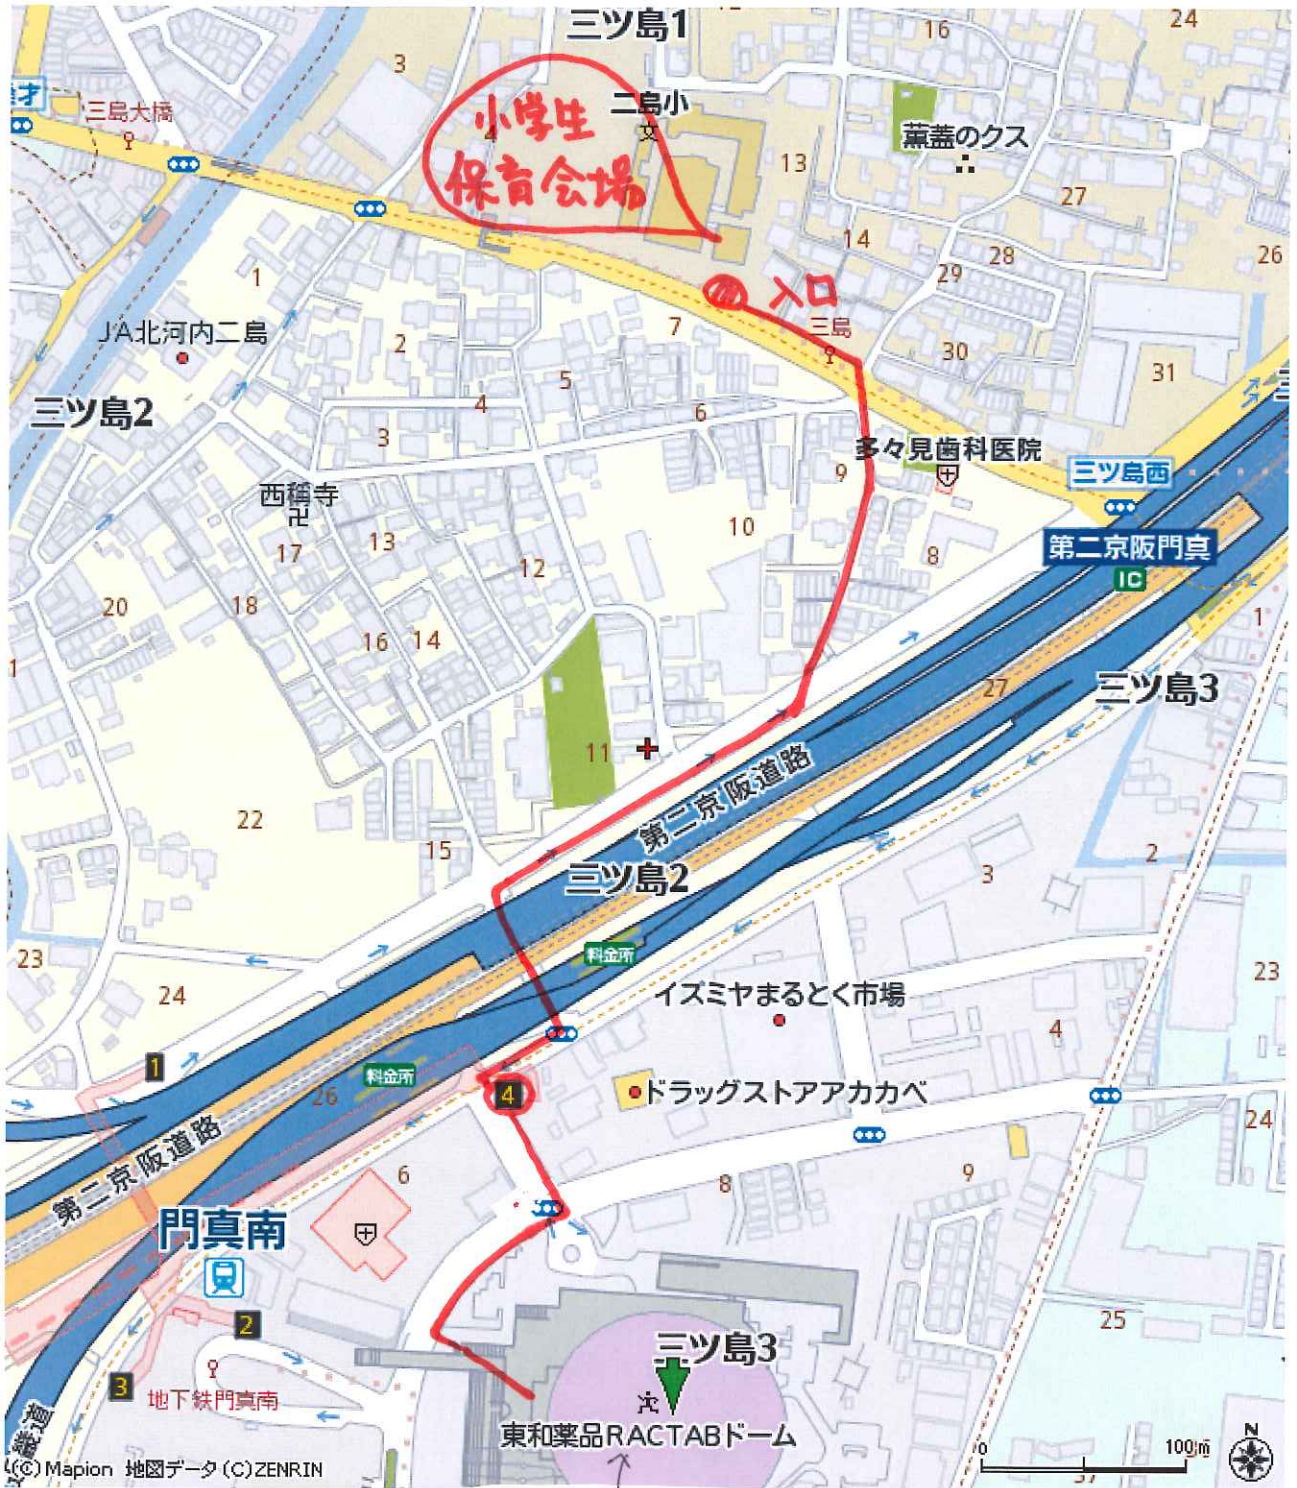 三ツ島1
16
24
3
才
三島大橋
小学生
保育会場
4
二島小
文
薫蓋のクス
13
27
14
28
29
26
1
入口
7
三島
JA北河内二島
2
30
31
5
三ツ島2
4
6
3
多々見歯科医院
9
三ツ島西
西稱寺
卍
10
17
13
12
8
第二京阪門真
IC
20
18
16
14
1
1
27
三ツ島3
11
第二京阪道路
22
15
三ツ島2
3
2
23
料金所
24
イズミヤまるとく市場
23
4
1
料金所
26
4
ドラッグストアアカカベ
24
第二京阪道路
6
8
9
門真南
2
25
三ツ島3
3
地下鉄門真南
東和薬品RACTABドーム
N
0
100m
37
(C)Mapion 地図データ(C)ZENRIN